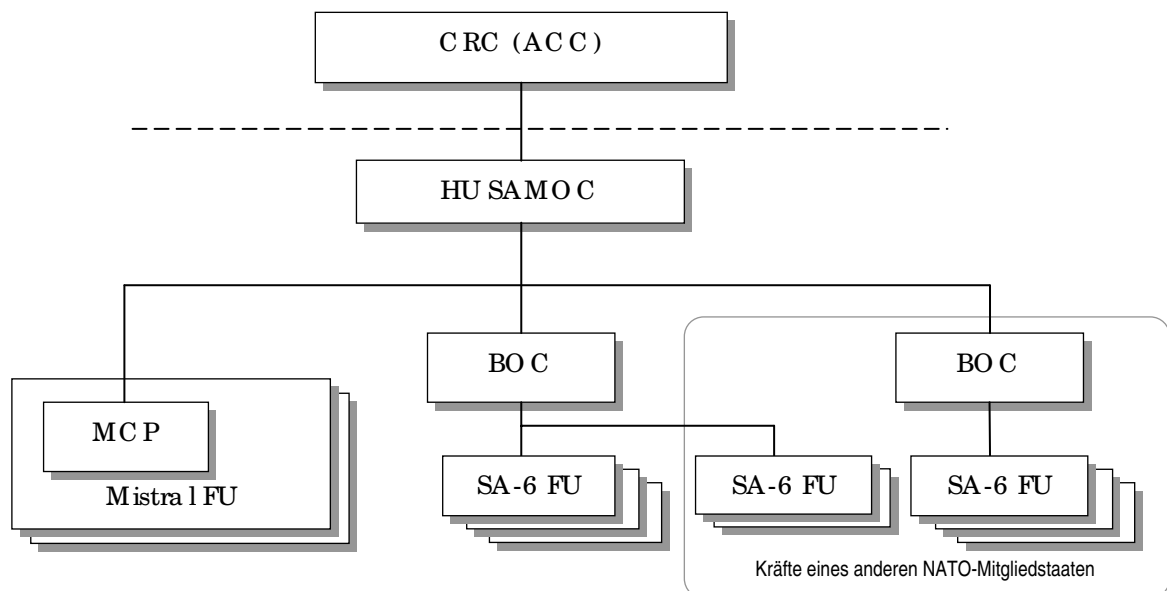 CRC (ACC)
HUSAMOC
BOC
BOC
MCP
Mistral FU
SA-6 FU
SA-6 FU
SA-6 FU
Kräfte eines anderen NATO-Mitgliedstaaten